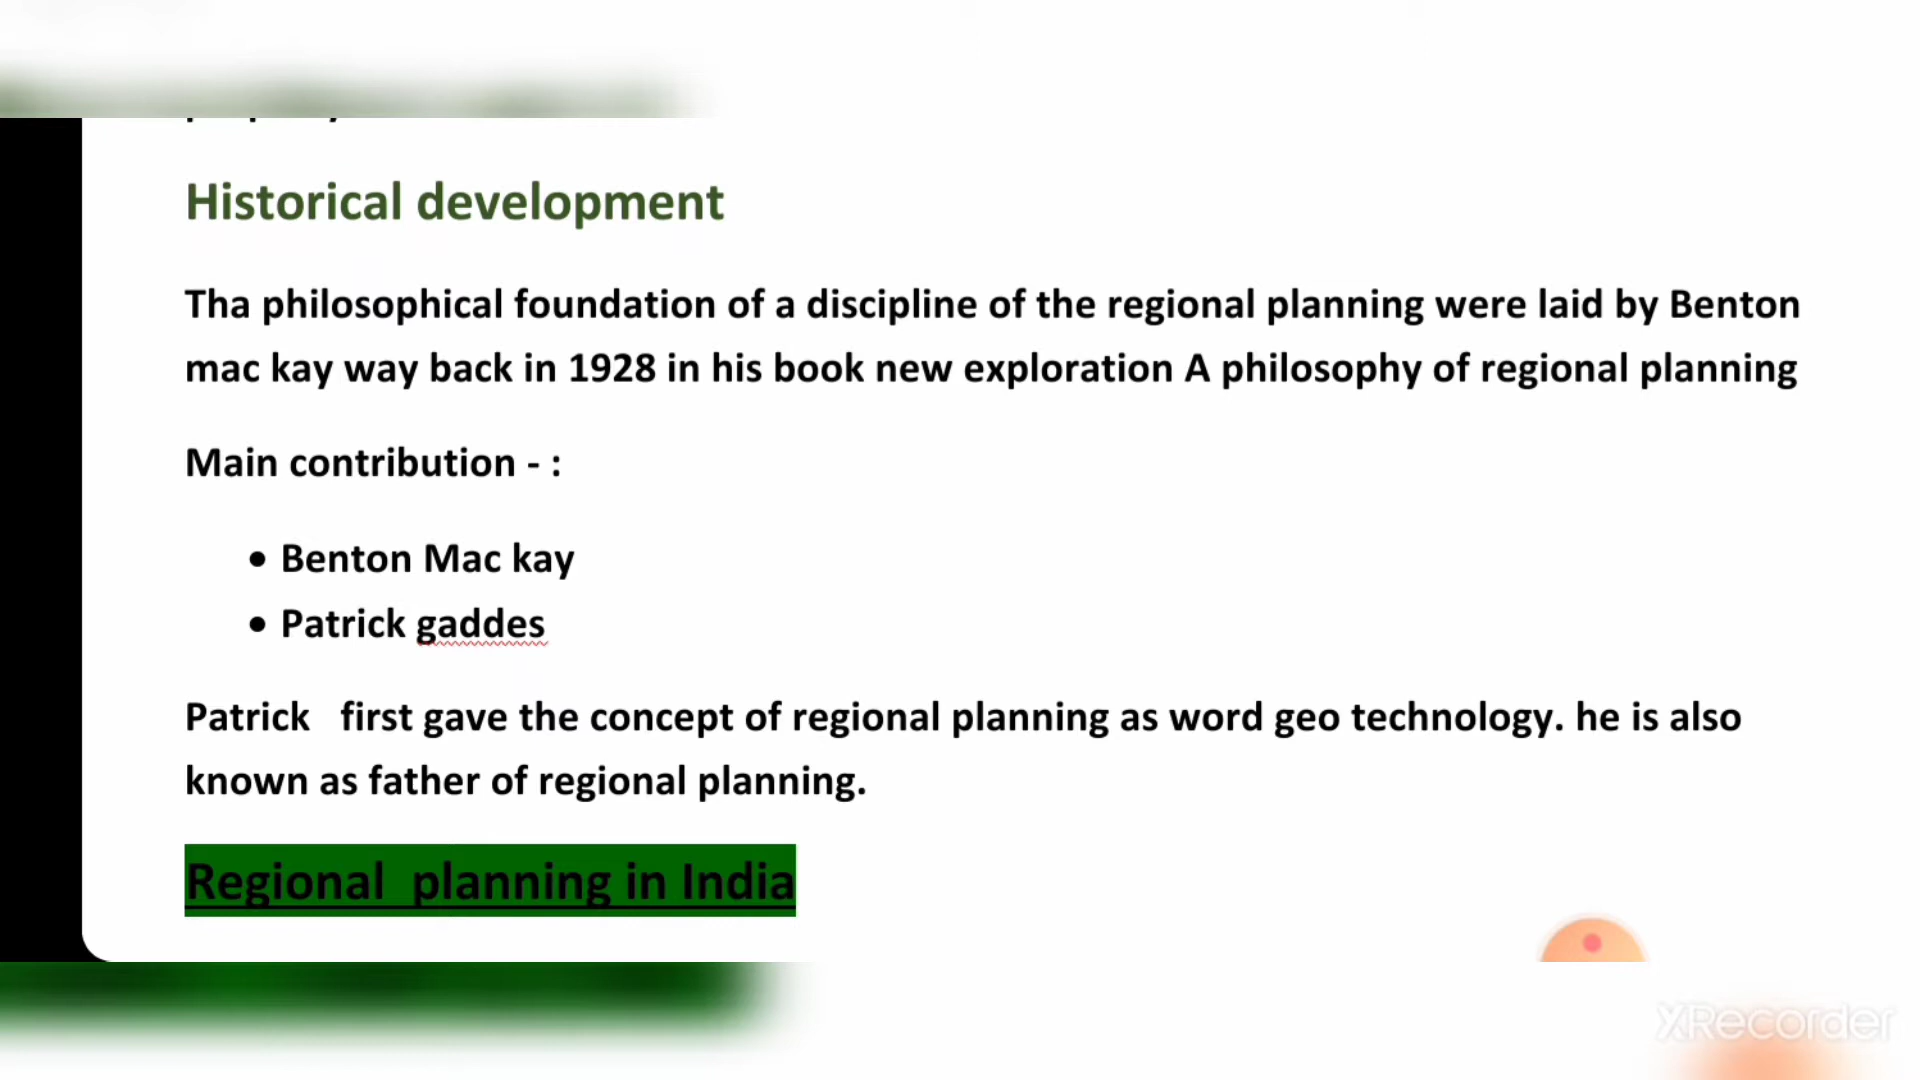 Historical development
Tha philosophical foundation of a discipline of the regional planning were laid by Benton
mac kay way back in 1928 in his book new exploration A philosophy of regional planning
Main contribution - :
• Benton Mac kay
• Patrick gaddes
Patrick first gave the concept of regional planning as word geo technology. he is also
known as father of regional planning.
Regional planning in India
XRecorder